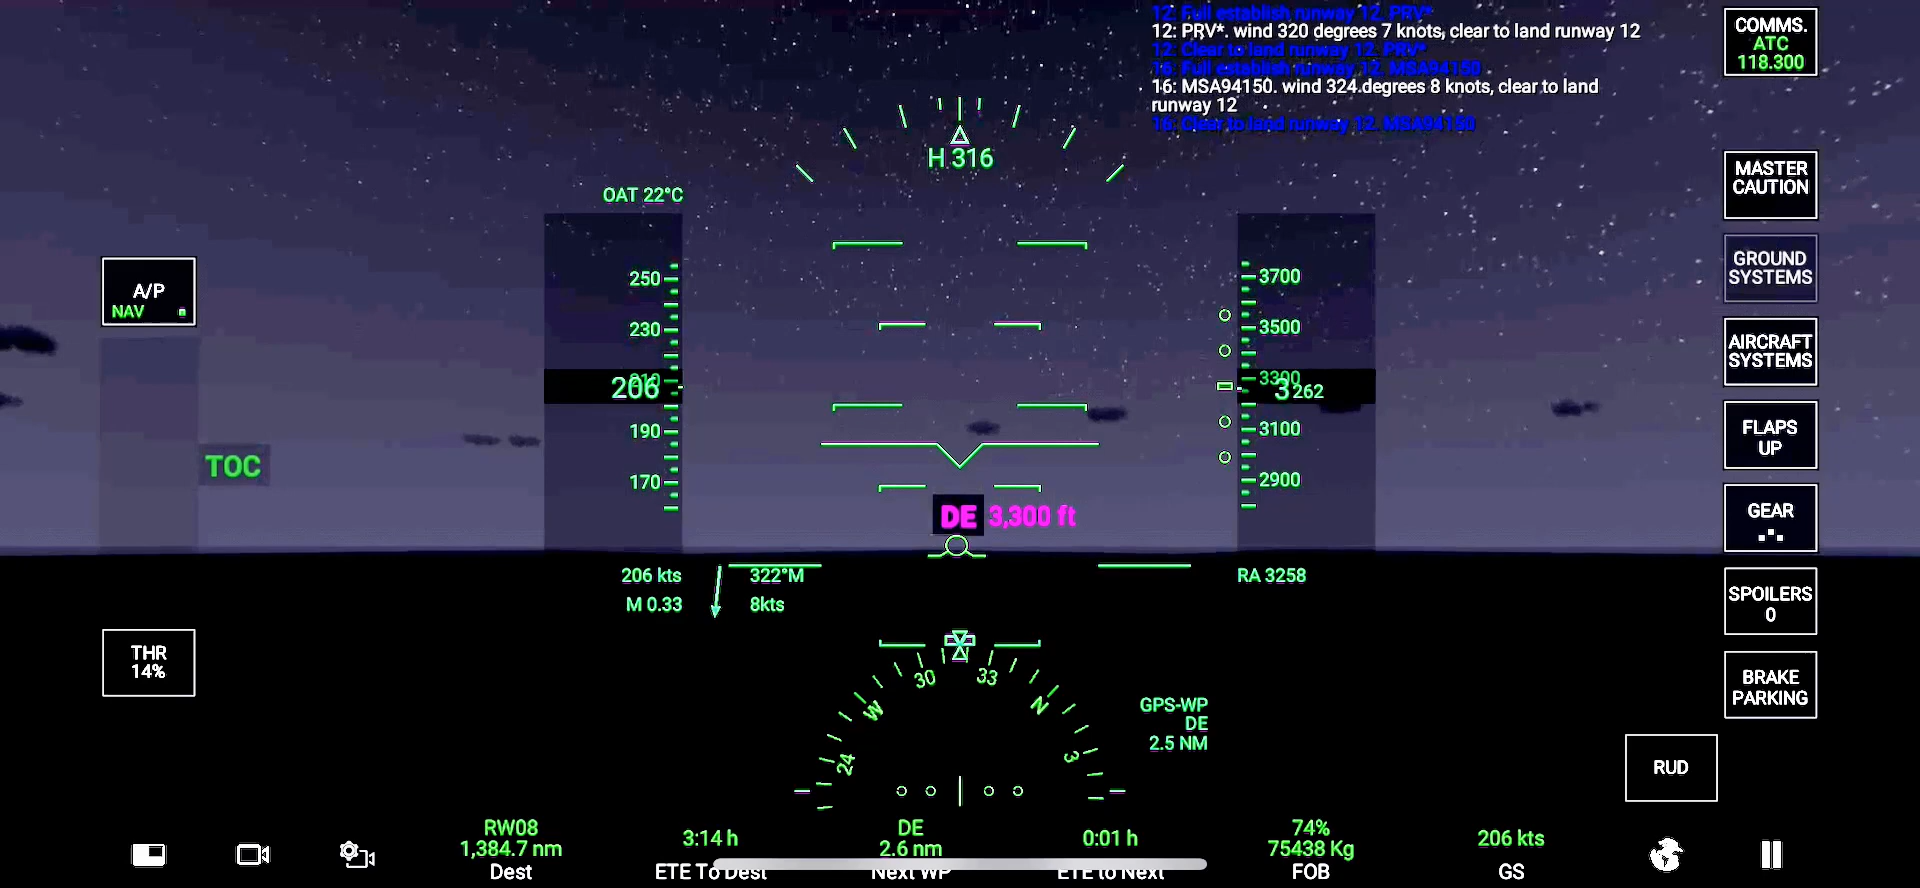 12: Full establish runway 12. PRV*
12: PRV*. wind 320 degrees 7 knots, clear to land runway 12
12: Clear to land runway 12. PRV*
16: Full establish runway 12. MSA94150
16: MSA94150. wind 324 degrees 8 knots, clear to land
runway 12
16: Clear to land runway 12. MSA94150
COMMS.
ATC
118.300
H 316
OAT 22°C
MASTER
CAUTION
GROUND
SYSTEMS
A/P
NAV
250
230
210
206
190
170
3700
3500
3300
3262
3100
2900
AIRCRAFT
SYSTEMS
FLAPS
UP
TOC
DE 3,300 ft
GEAR
206 kts
M 0.33
322°M
8kts
RA 3258
SPOILERS
0
THR
14%
BRAKE
PARKING
24
W
30
33
N
3
GPS-WP
DE
2.5 NM
RUD
RW08
1,384.7 nm
Dest
3:14 h
ETE To Dest
DE
2.6 nm
Next WP
0:01 h
ETE to Next
74%
75438 Kg
FOB
206 kts
GS